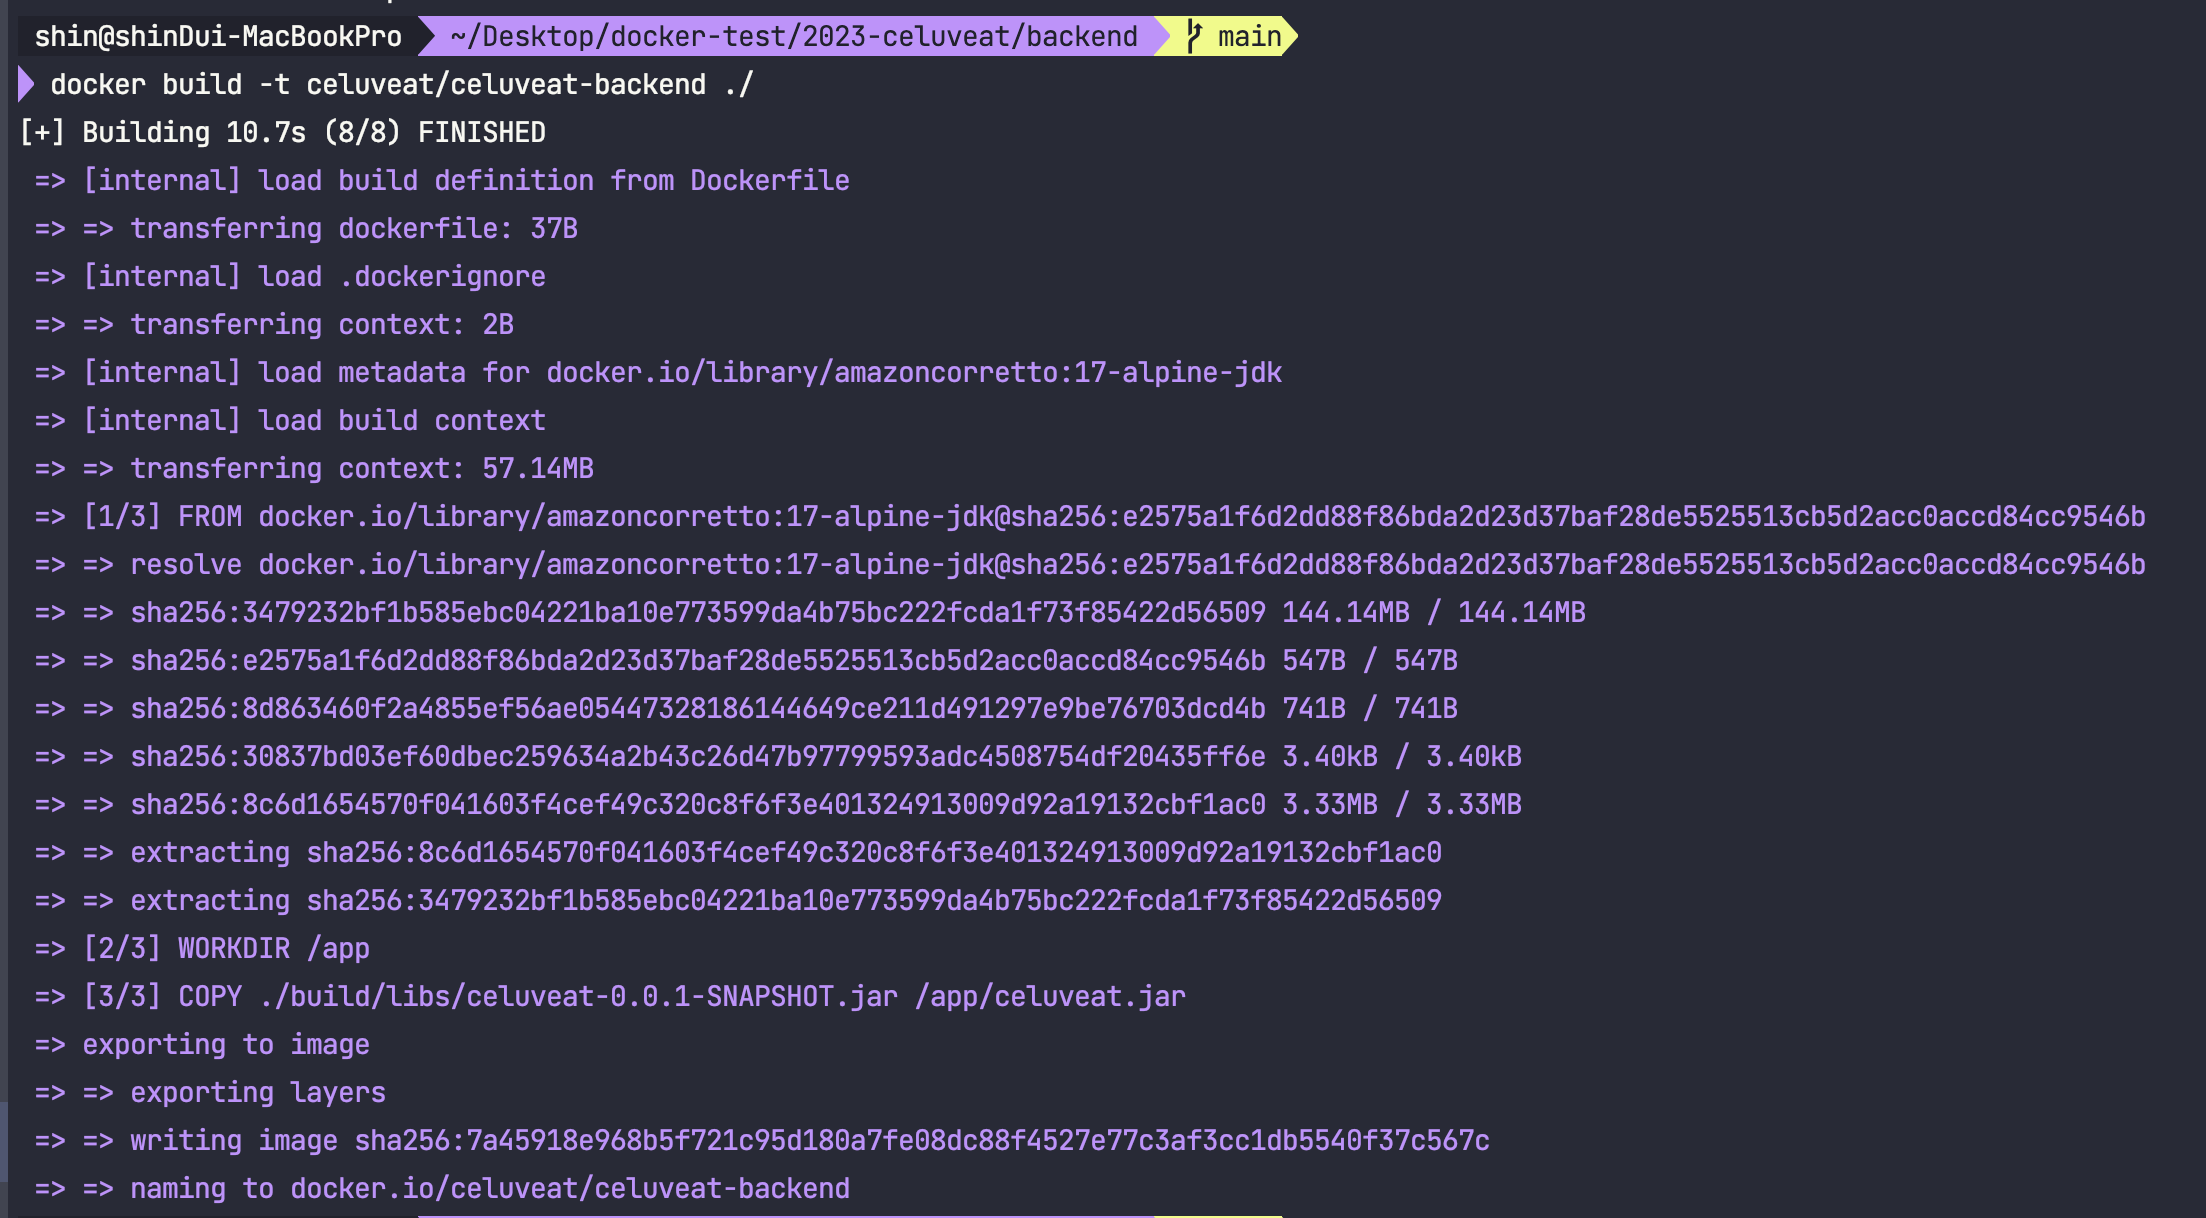 shin@shinDui-MacBookPro ~/Desktop/docker-test/2023-celuveat/backend main
docker build -t celuveat/celuveat-backend ./
[+] Building 10.7s (8/8) FINISHED
=> [internal] load build definition from Dockerfile
=> => transferring dockerfile: 37B
=> [internal] load .dockerignore
=> => transferring context: 2B
=> [internal] load metadata for docker.io/library/amazoncorretto:17-alpine-jdk
=> [internal] load build context
=> => transferring context: 57.14MB
=> [1/3] FROM docker.io/library/amazoncorretto:17-alpine-jdk@sha256:e2575a1f6d2dd88f86bda2d23d37baf28de5525513cb5d2acc0accd84cc9546b
=> => resolve docker.io/library/amazoncorretto:17-alpine-jdk@sha256:e2575a1f6d2dd88f86bda2d23d37baf28de5525513cb5d2acc0accd84cc9546b
=> => sha256:3479232bf1b585ebc04221ba10e773599da4b75bc222fcda1f73f85422d56509 144.14MB / 144.14MB
=> => sha256:e2575a1f6d2dd88f86bda2d23d37baf28de5525513cb5d2acc0accd84cc9546b 547B / 547B
=> => sha256:8d863460f2a4855ef56ae05447328186144649ce211d491297e9be76703dcd4b 741B / 741B
=> => sha256:30837bd03ef60dbec259634a2b43c26d47b97799593adc4508754df20435ff6e 3.40kB / 3.40kB
=> => sha256:8c6d1654570f041603f4cef49c320c8f6f3e401324913009d92a19132cbf1ac0 3.33MB / 3.33MB
=> => extracting sha256:8c6d1654570f041603f4cef49c320c8f6f3e401324913009d92a19132cbf1ac0
=> => extracting sha256:3479232bf1b585ebc04221ba10e773599da4b75bc222fcda1f73f85422d56509
=> [2/3] WORKDIR /app
=> [3/3] COPY ./build/libs/celuveat-0.0.1-SNAPSHOT.jar /app/celuveat.jar
=> exporting to image
=> => exporting layers
=> => writing image sha256:7a45918e968b5f721c95d180a7fe08dc88f4527e77c3af3cc1db5540f37c567c
=> => naming to docker.io/celuveat/celuveat-backend